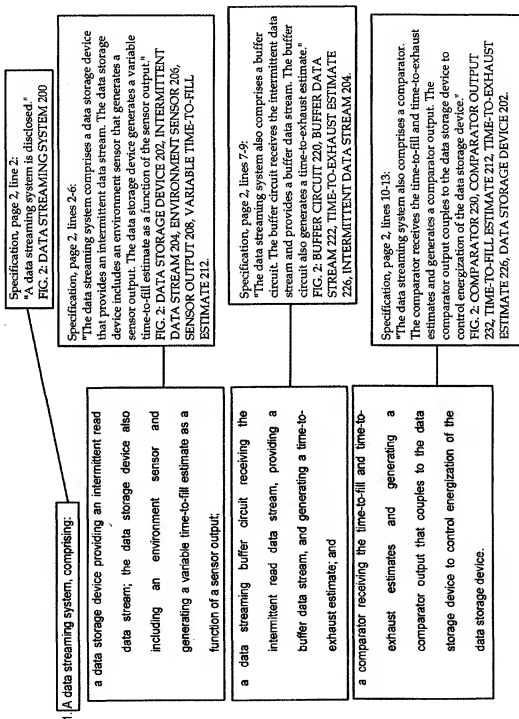 Specification, page 2, line 2:
"A data streaming system is disclosed."
FIG. 2: DATA STREAMING SYSTEM 200
1. A data streaming system, comprising:
Specification, page 2, lines 2-6:
"The data streaming system comprises a data storage device
that provides an intermittent data stream. The data storage
device includes an environment sensor that generates a
sensor output. The data storage device generates a variable
time-to-fill estimate as a function of the sensor output."
FIG. 2: DATA STORAGE DEVICE 202, INTERMITTENT
DATA STREAM 204, ENVIRONMENT SENSOR 206,
SENSOR OUTPUT 208, VARIABLE TIME-TO-FILL
ESTIMATE 212.
a data storage device providing an intermittent read
data stream; the data storage device also
including an environment sensor and
generating a variable time-to-fill estimate as a
function of a sensor output;
Specification, page 2, lines 7-9:
"The data streaming system also comprises a buffer
circuit. The buffer circuit receives the intermittent data
stream and provides a buffer data stream. The buffer
circuit also generates a time-to-exhaust estimate."
FIG. 2: BUFFER CIRCUIT 220, BUFFER DATA
STREAM 222, TIME-TO-EXHAUST ESTIMATE
226, INTERMITTENT DATA STREAM 204.
a data streaming buffer circuit receiving the
intermittent read data stream, providing a
buffer data stream, and generating a time-to-
exhaust estimate; and
Specification, page 2, lines 10-13:
"The data streaming system also comprises a comparator.
The comparator receives the time-to-fill and time-to-exhaust
estimates and generates a comparator output. The
comparator output couples to the data storage device to
control energization of the data storage device."
FIG. 2: COMPARATOR 230, COMPARATOR OUTPUT
232, TIME-TO-FILL ESTIMATE 212, TIME-TO-EXHAUST
ESTIMATE 226, DATA STORAGE DEVICE 202.
a comparator receiving the time-to-fill and time-to-
exhaust estimates and generating a
comparator output that couples to the data
storage device to control energization of the
data storage device.